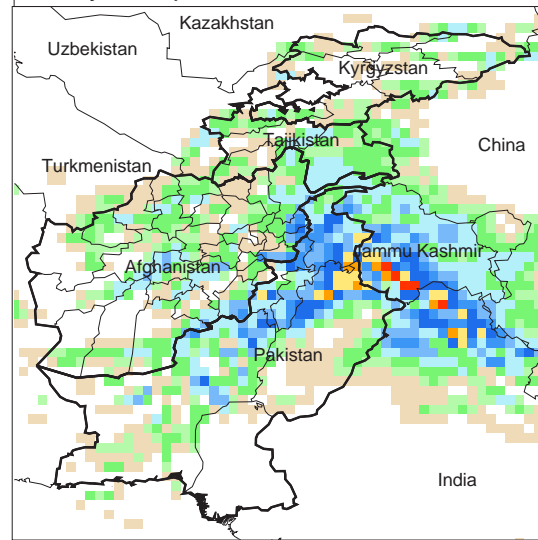 Kazakhstan
Uzbekistan
Kyrgyzstan
Tajikistan
China
Turkmenistan
Jammu Kashmir
Afghanistan
Pakistan
India